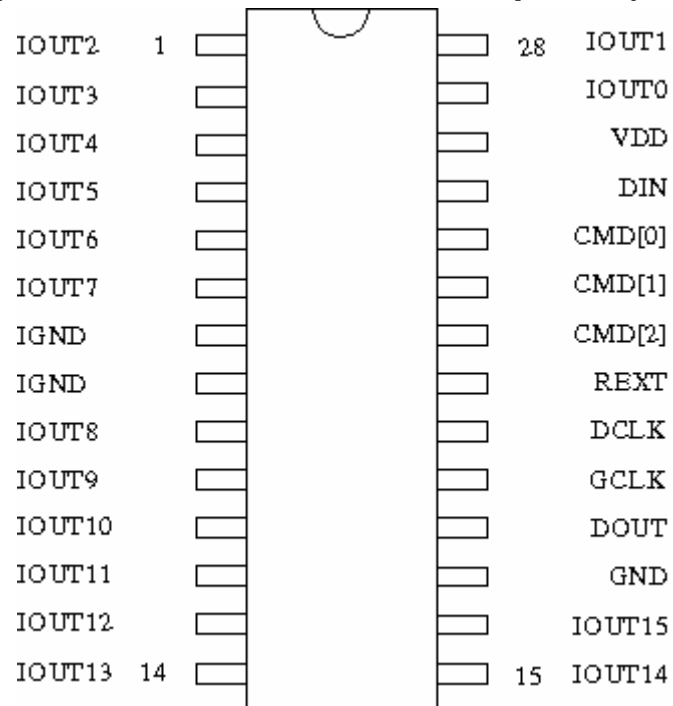 IOUT2 1 28 IOUT1
IOUT3 IOUT0
IOUT4 VDD
IOUT5 DIN
IOUT6 CMD[0]
IOUT7 CMD[1]
IGND CMD[2]
IGND REXT
IOUT8 DCLK
IOUT9 GCLK
IOUT10 DOUT
IOUT11 GND
IOUT12 IOUT15
IOUT13 14 15 IOUT14